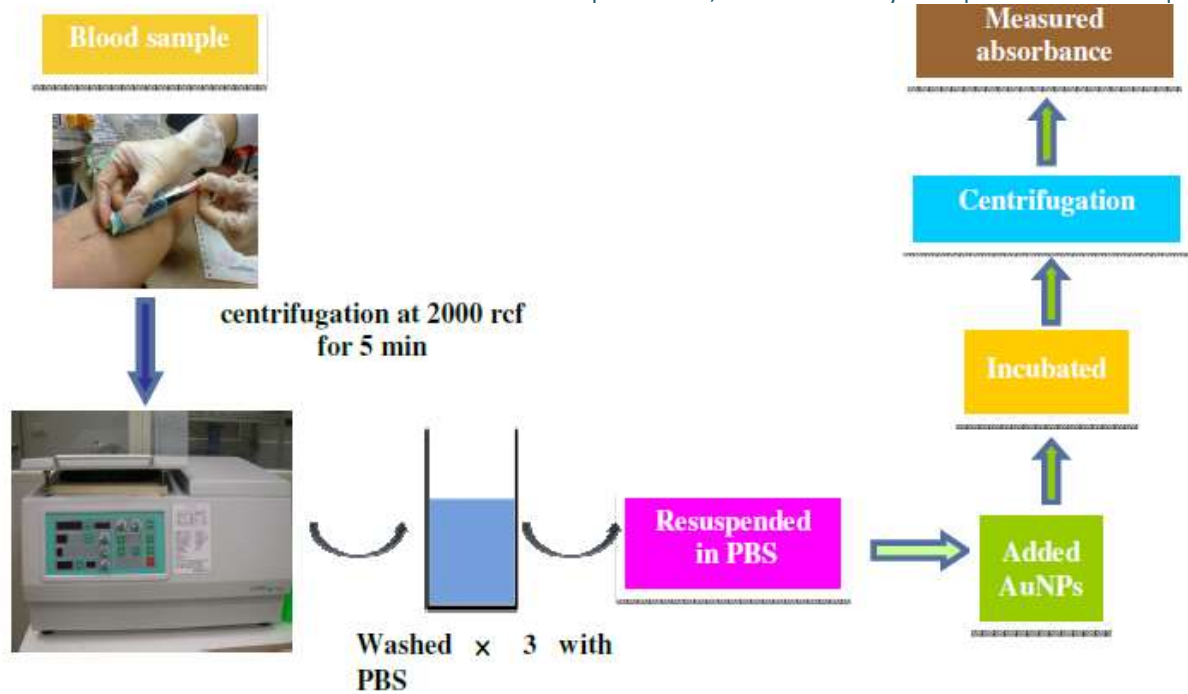 Blood sample
centrifugation at 2000 rcf
for 5 min
Washed × 3 with
PBS
Resuspended
in PBS
Added
AuNPs
Incubated
Centrifugation
Measured
absorbance